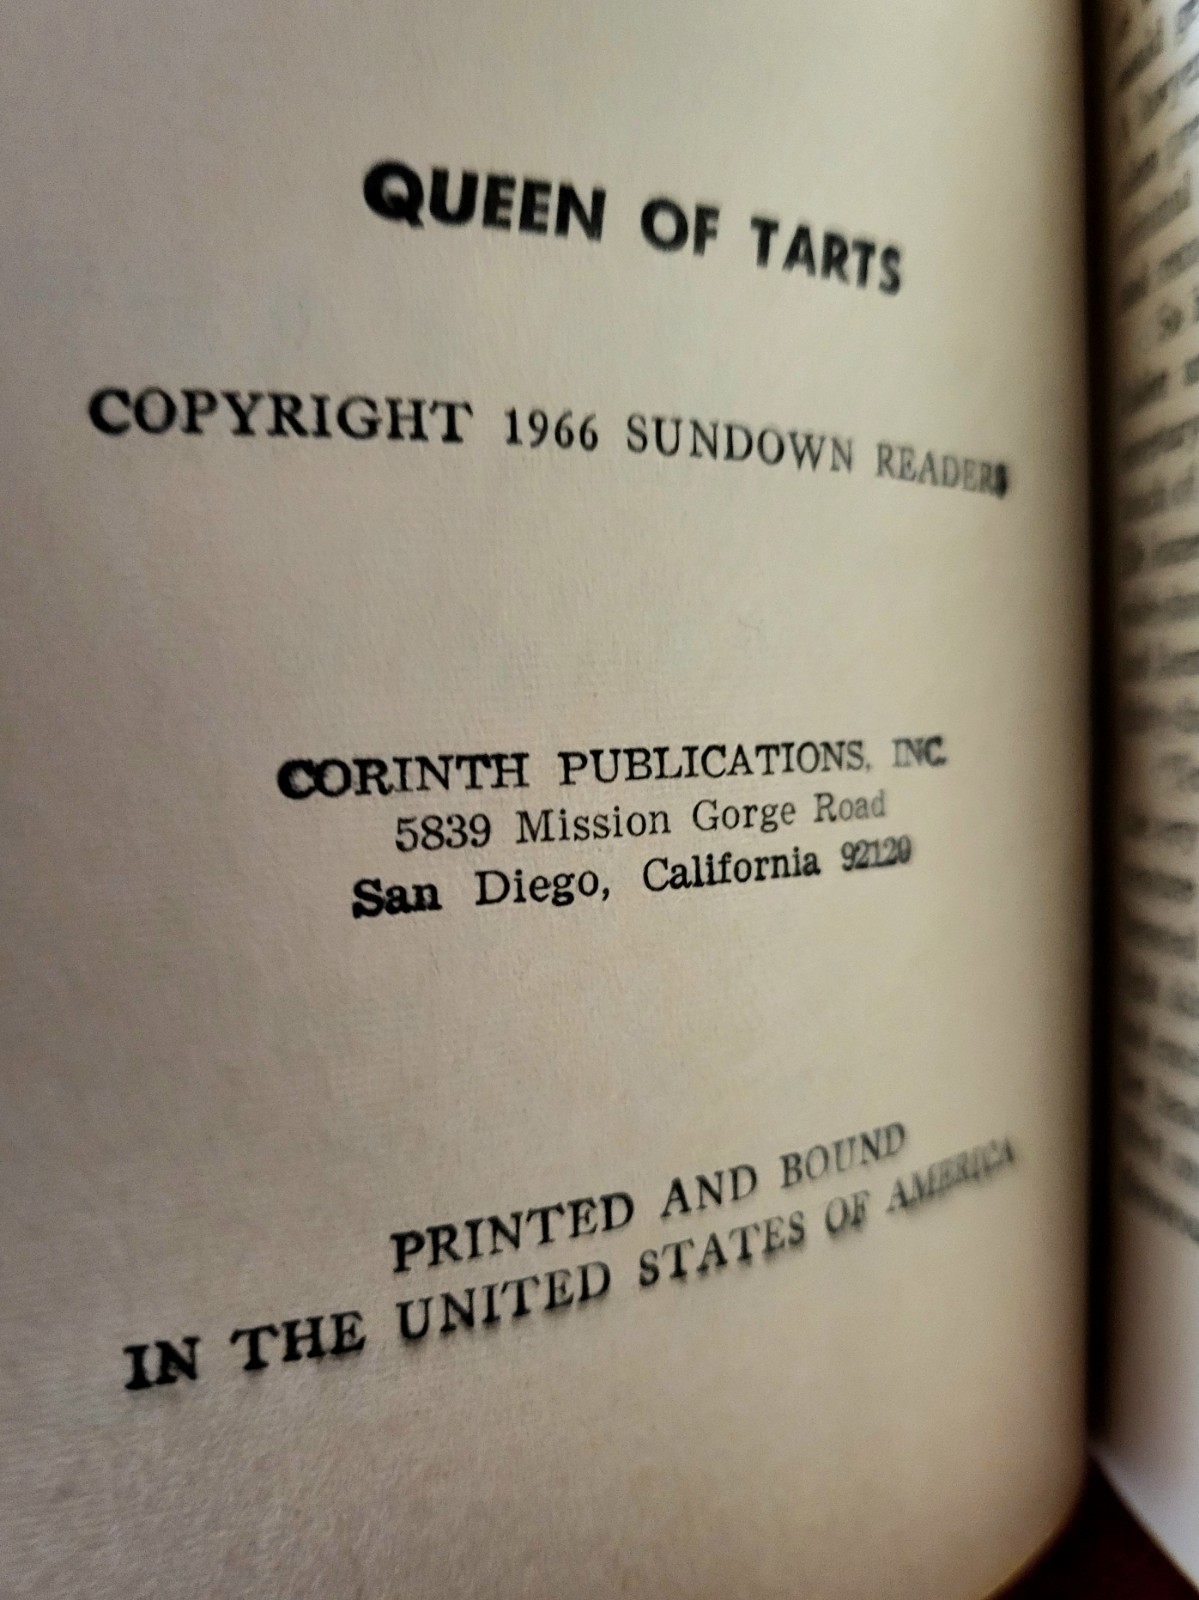 QUEEN OF TARTS
COPYRIGHT 1966 SUNDOWN READERS
CORINTH PUBLICATIONS, INC.
5839 Mission Gorge Road
San Diego, California 92120
PRINTED AND BOUND
IN THE UNITED STATES OF AMERICA